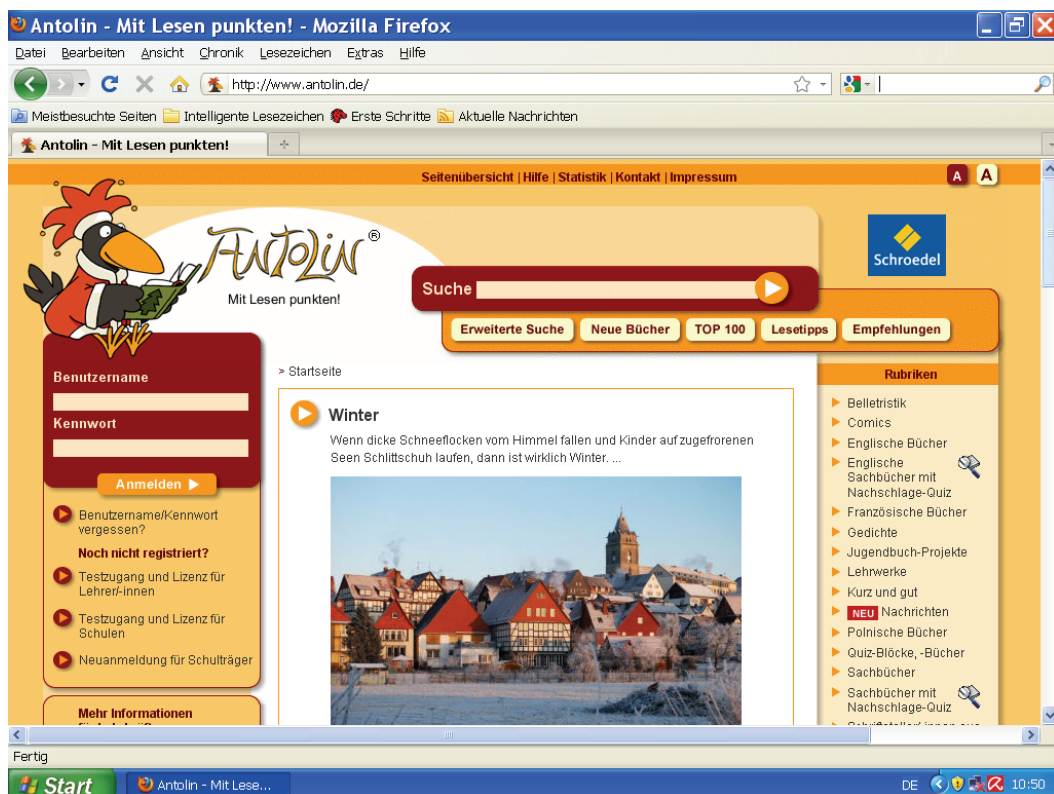 Antolin - Mit Lesen punkten! - Mozilla Firefox
Datei Bearbeiten Ansicht Chronik Lesezeichen Extras Hilfe
http://www.antolin.de/
Meistbesuchte Seiten Intelligente Lesezeichen Erste Schritte Aktuelle Nachrichten
Antolin - Mit Lesen punkten!
Seitenübersicht | Hilfe | Statistik | Kontakt | Impressum
A A
ANTOLIN®
Mit Lesen punkten!
Schroedel
Suche
Erweiterte Suche Neue Bücher TOP 100 Lesetipps Empfehlungen
Benutzername
Kennwort
Anmelden
Benutzername/Kennwort
vergessen?
Noch nicht registriert?
Testzugang und Lizenz für
Lehrer/-innen
Testzugang und Lizenz für
Schulen
Neuanmeldung für Schulträger
Mehr Informationen
> Startseite
Winter
Wenn dicke Schneeflocken vom Himmel fallen und Kinder auf zugefrorenen
Seen Schlittschuh laufen, dann ist wirklich Winter. ...
Rubriken
Belletristik
Comics
Englische Bücher
Englische
Sachbücher mit
Nachschlage-Quiz
Französische Bücher
Gedichte
Jugendbuch-Projekte
Lehrwerke
Kurz und gut
NEU Nachrichten
Polnische Bücher
Quiz-Blöcke, -Bücher
Sachbücher
Sachbücher mit
Nachschlage-Quiz
Fertig
Start
Antolin - Mit Lese...
DE 10:50